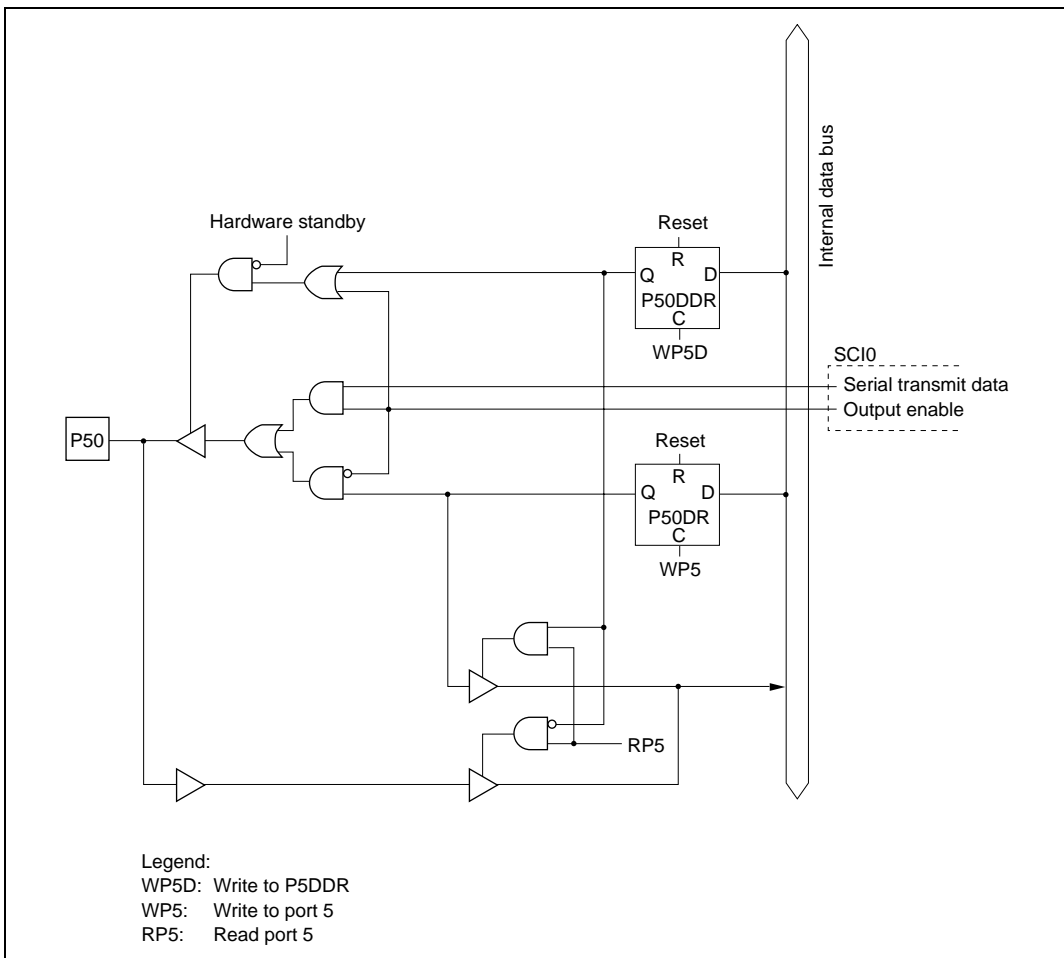 Hardware standby
Reset
R
Q D
P50DDR
C
WP5D
Internal data bus
SCI0
Serial transmit data
Output enable
P50
Reset
R
Q D
P50DR
C
WP5
RP5
Legend:
WP5D: Write to P5DDR
WP5: Write to port 5
RP5: Read port 5